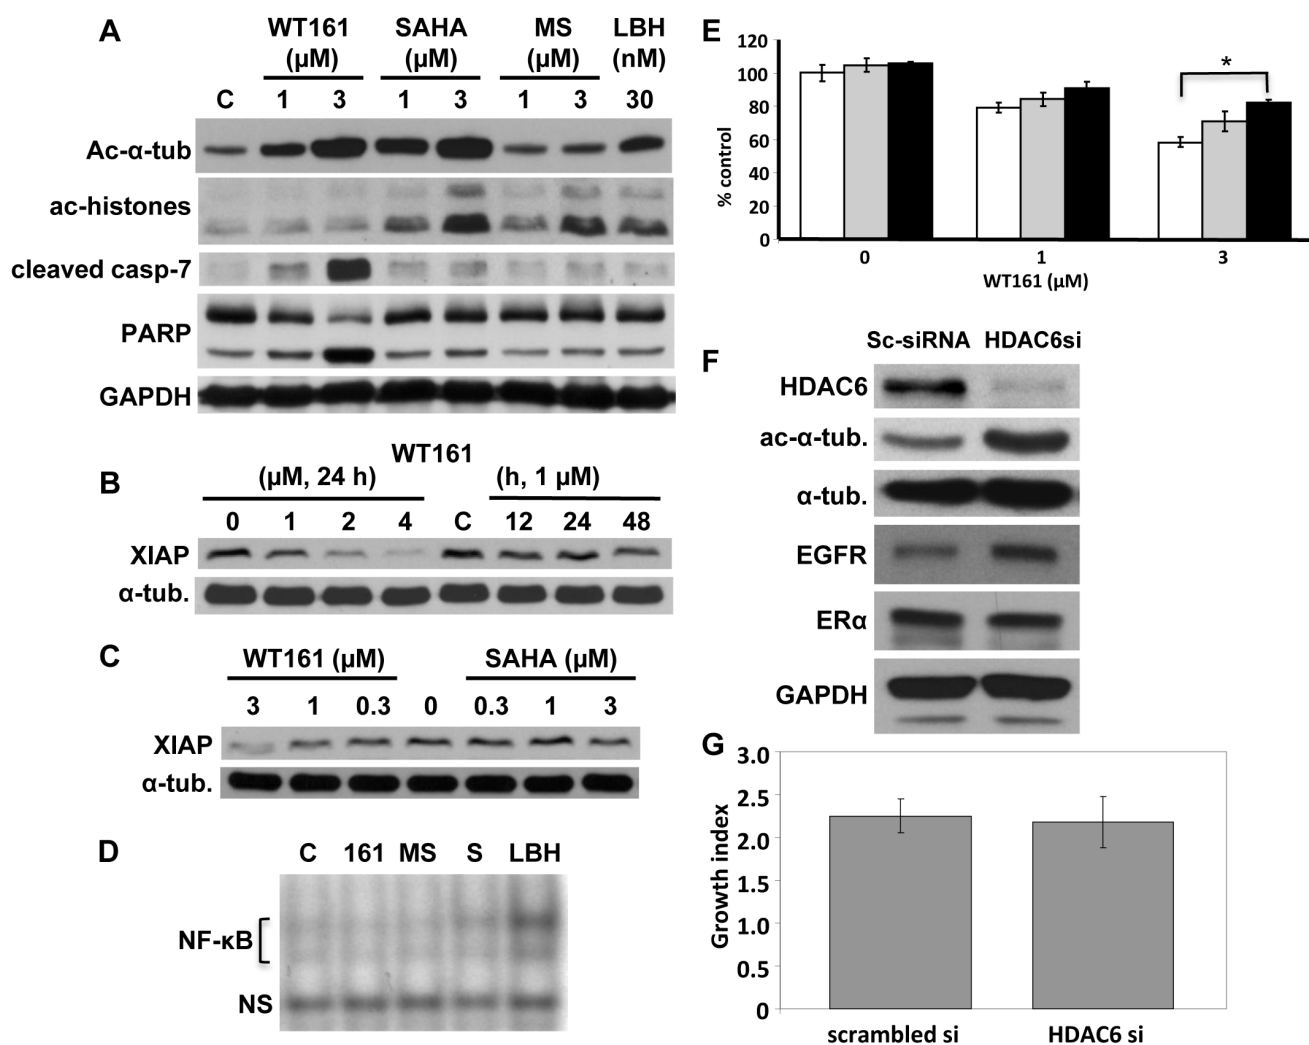 A
WT161 SAHA MS LBH
(µM) (µM) (µM) (nM)
C 1 3 1 3 1 3 30
Ac-α-tub
ac-histones
cleaved casp-7
PARP
GAPDH
B
WT161
(µM, 24 h) (h, 1 µM)
0 1 2 4 C 12 24 48
XIAP
α-tub.
C
WT161 (µM) SAHA (µM)
3 1 0.3 0 0.3 1 3
XIAP
α-tub.
D
C 161 MS S LBH
NF-κB
NS
E
120
100
80
60
40
20
0
% control
*
0 1 3
WT161 (µM)
F
Sc-siRNA HDAC6si
HDAC6
ac-α-tub.
α-tub.
EGFR
ERα
GAPDH
G
3.0
2.5
2.0
1.5
1.0
0.5
0
Growth index
scrambled si HDAC6 si